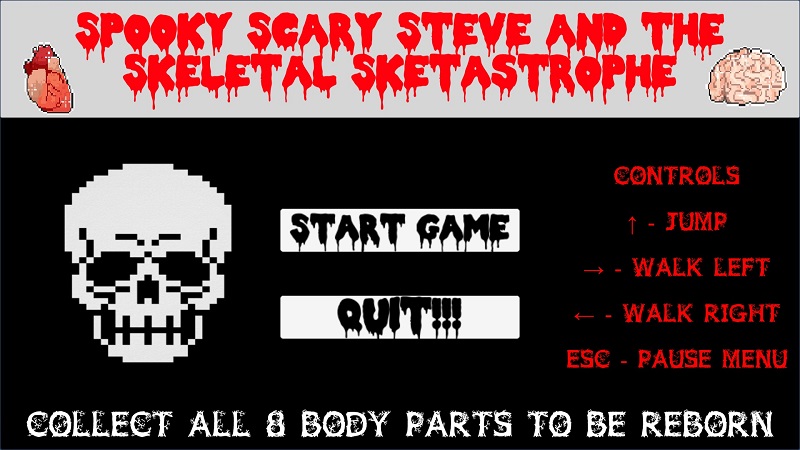 SPOOKY SCARY STEVE AND THE
SKELETAL SKETASTROPHE
START GAME
QUIT!!!
CONTROLS
↑ - JUMP
→ - WALK LEFT
← - WALK RIGHT
ESC - PAUSE MENU
COLLECT ALL 8 BODY PARTS TO BE REBORN